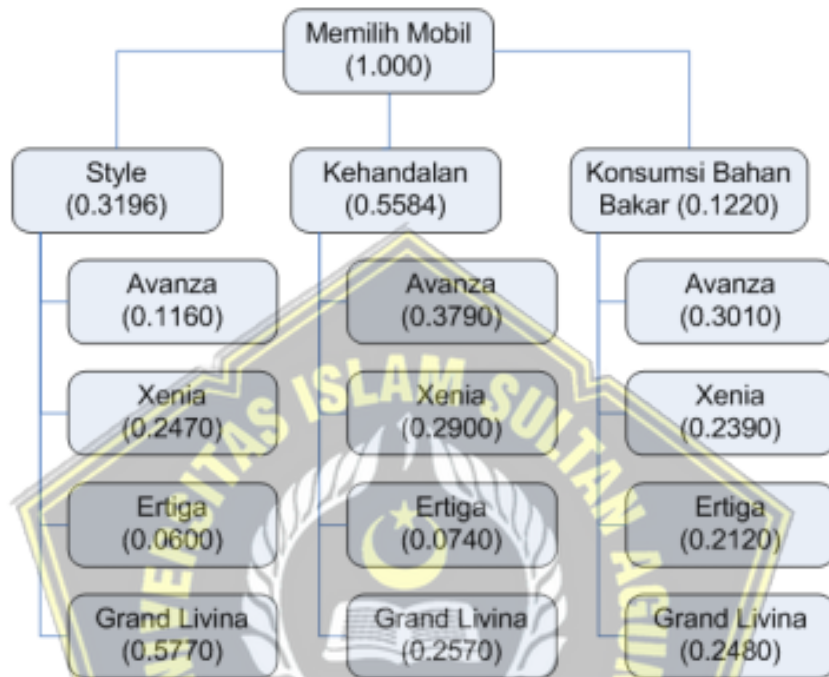 Memilih Mobil
(1.000)
Style
(0.3196)
Kehandalan
(0.5584)
Konsumsi Bahan
Bakar (0.1220)
Avanza
(0.1160)
Avanza
(0.3790)
Avanza
(0.3010)
Xenia
(0.2470)
Xenia
(0.2900)
Xenia
(0.2390)
Ertiga
(0.0600)
Ertiga
(0.0740)
Ertiga
(0.2120)
Grand Livina
(0.5770)
Grand Livina
(0.2570)
Grand Livina
(0.2480)
ISLAM SULTAN